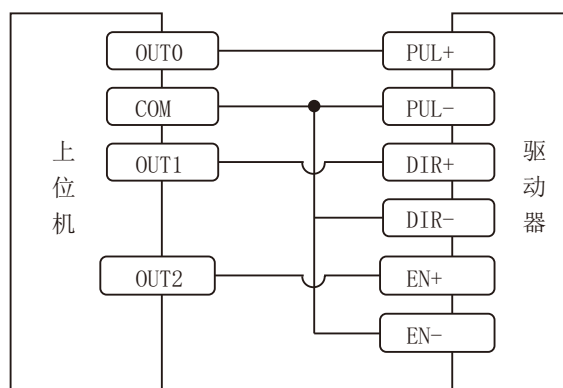 上位机
OUT0
COM
OUT1
OUT2
PUL+
PUL-
DIR+
DIR-
EN+
EN-
驱动器